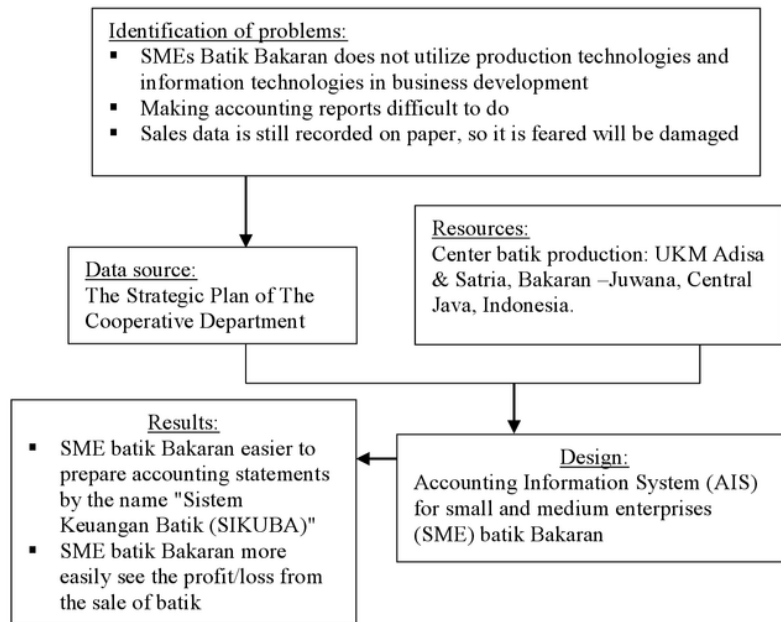 Identification of problems:
▪ SMEs Batik Bakaran does not utilize production technologies and
information technologies in business development
▪ Making accounting reports difficult to do
▪ Sales data is still recorded on paper, so it is feared will be damaged
Data source:
The Strategic Plan of The
Cooperative Department
Resources:
Center batik production: UKM Adisa
& Satria, Bakaran –Juwana, Central
Java, Indonesia.
Results:
▪ SME batik Bakaran easier to
prepare accounting statements
by the name "Sistem
Keuangan Batik (SIKUBA)"
▪ SME batik Bakaran more
easily see the profit/loss from
the sale of batik
Design:
Accounting Information System (AIS)
for small and medium enterprises
(SME) batik Bakaran